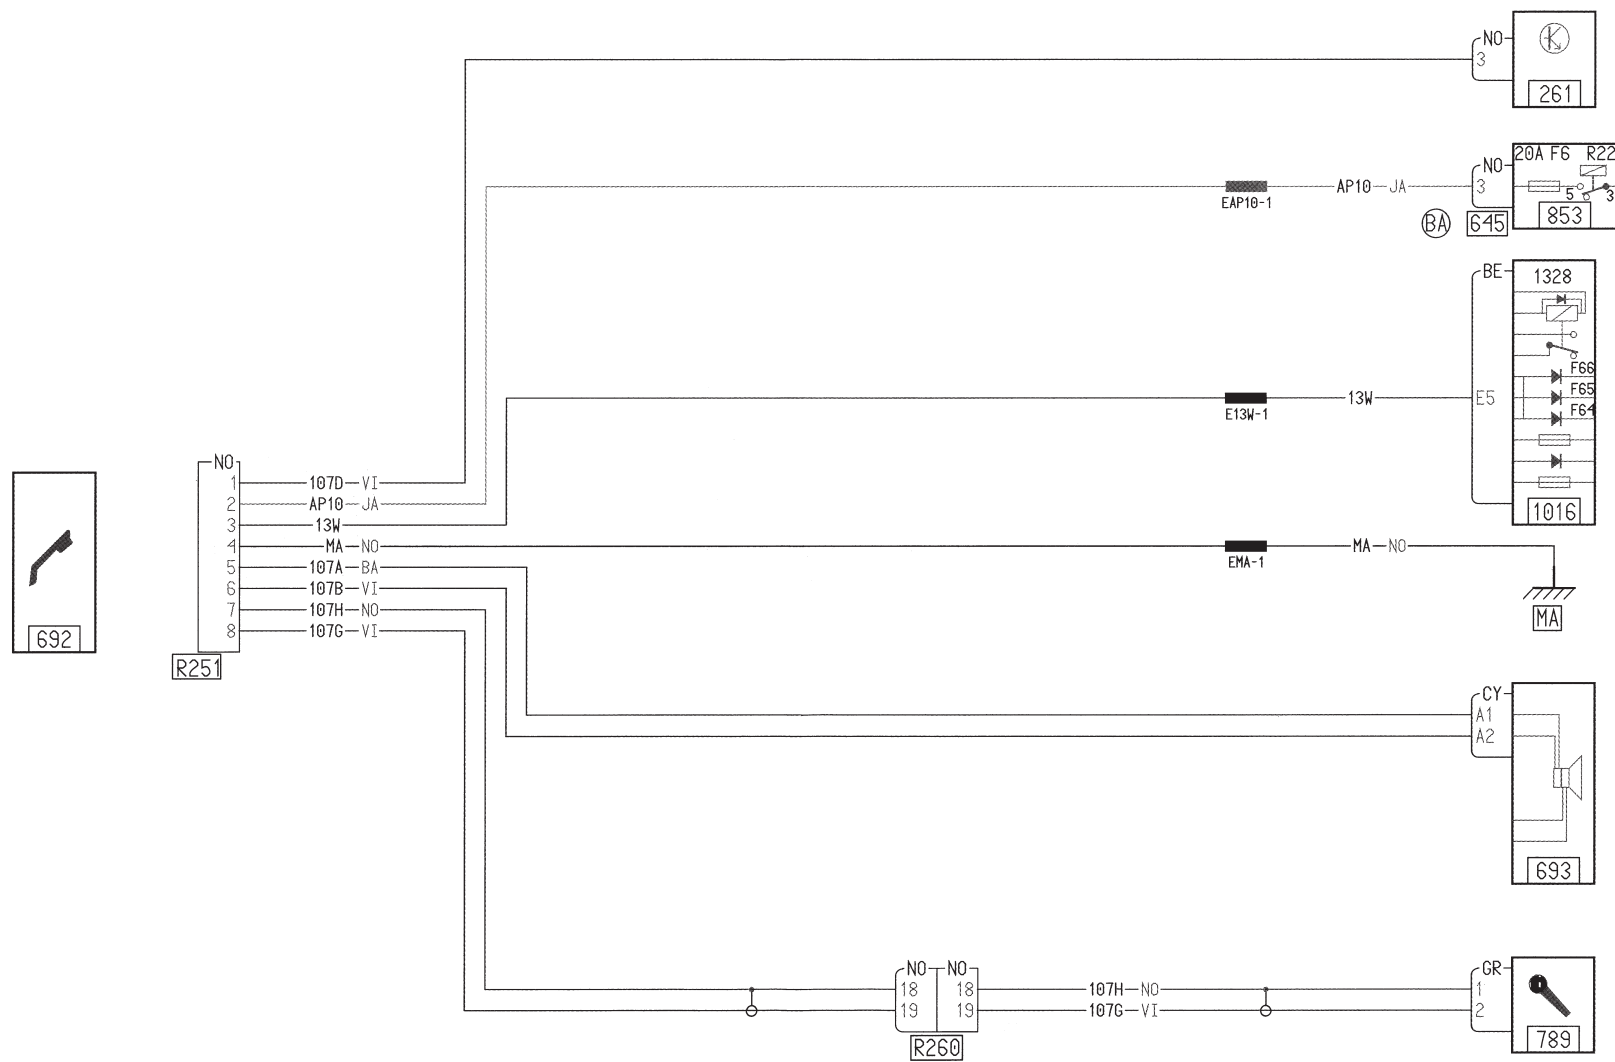 NO
3
261
20A F6 R22
NO
AP10 JA 3
5 3
EAP10-1
BA 645 853
BE 1328
F66
13W E5 F65
E13W-1 F64
NO
1 107D VI
2 AP10 JA
3 13W
1016
4 MA NO
MA NO
EMA-1
5 107A BA
6 107B VI
7 107H NO
8 107G VI
MA
692
R251
CY
A1
A2
693
NO NO GR
18 18 107H NO 1
19 19 107G VI 2
R260
789